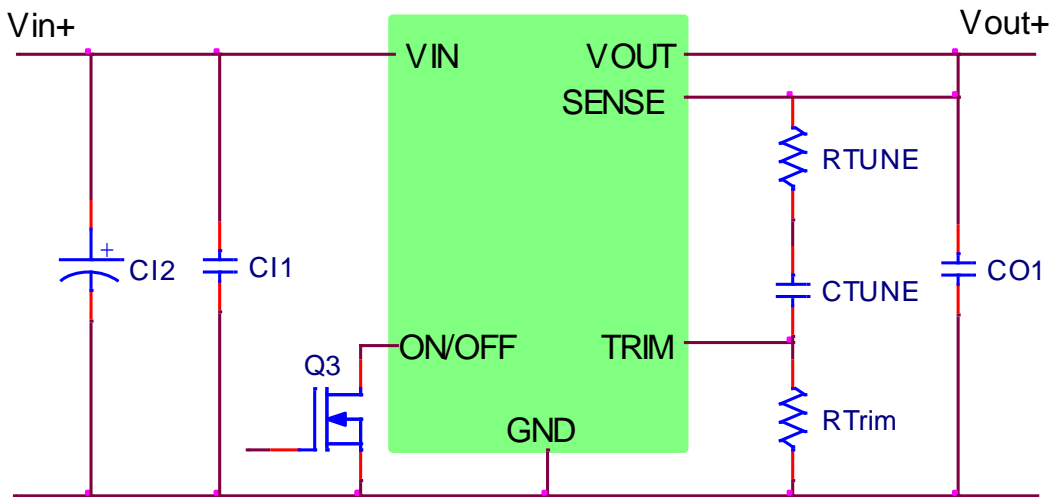 Vin+
Vout+
VIN
VOUT
SENSE
RTUNE
+
CI2
CI1
CTUNE
CO1
ON/OFF
TRIM
Q3
RTrim
GND